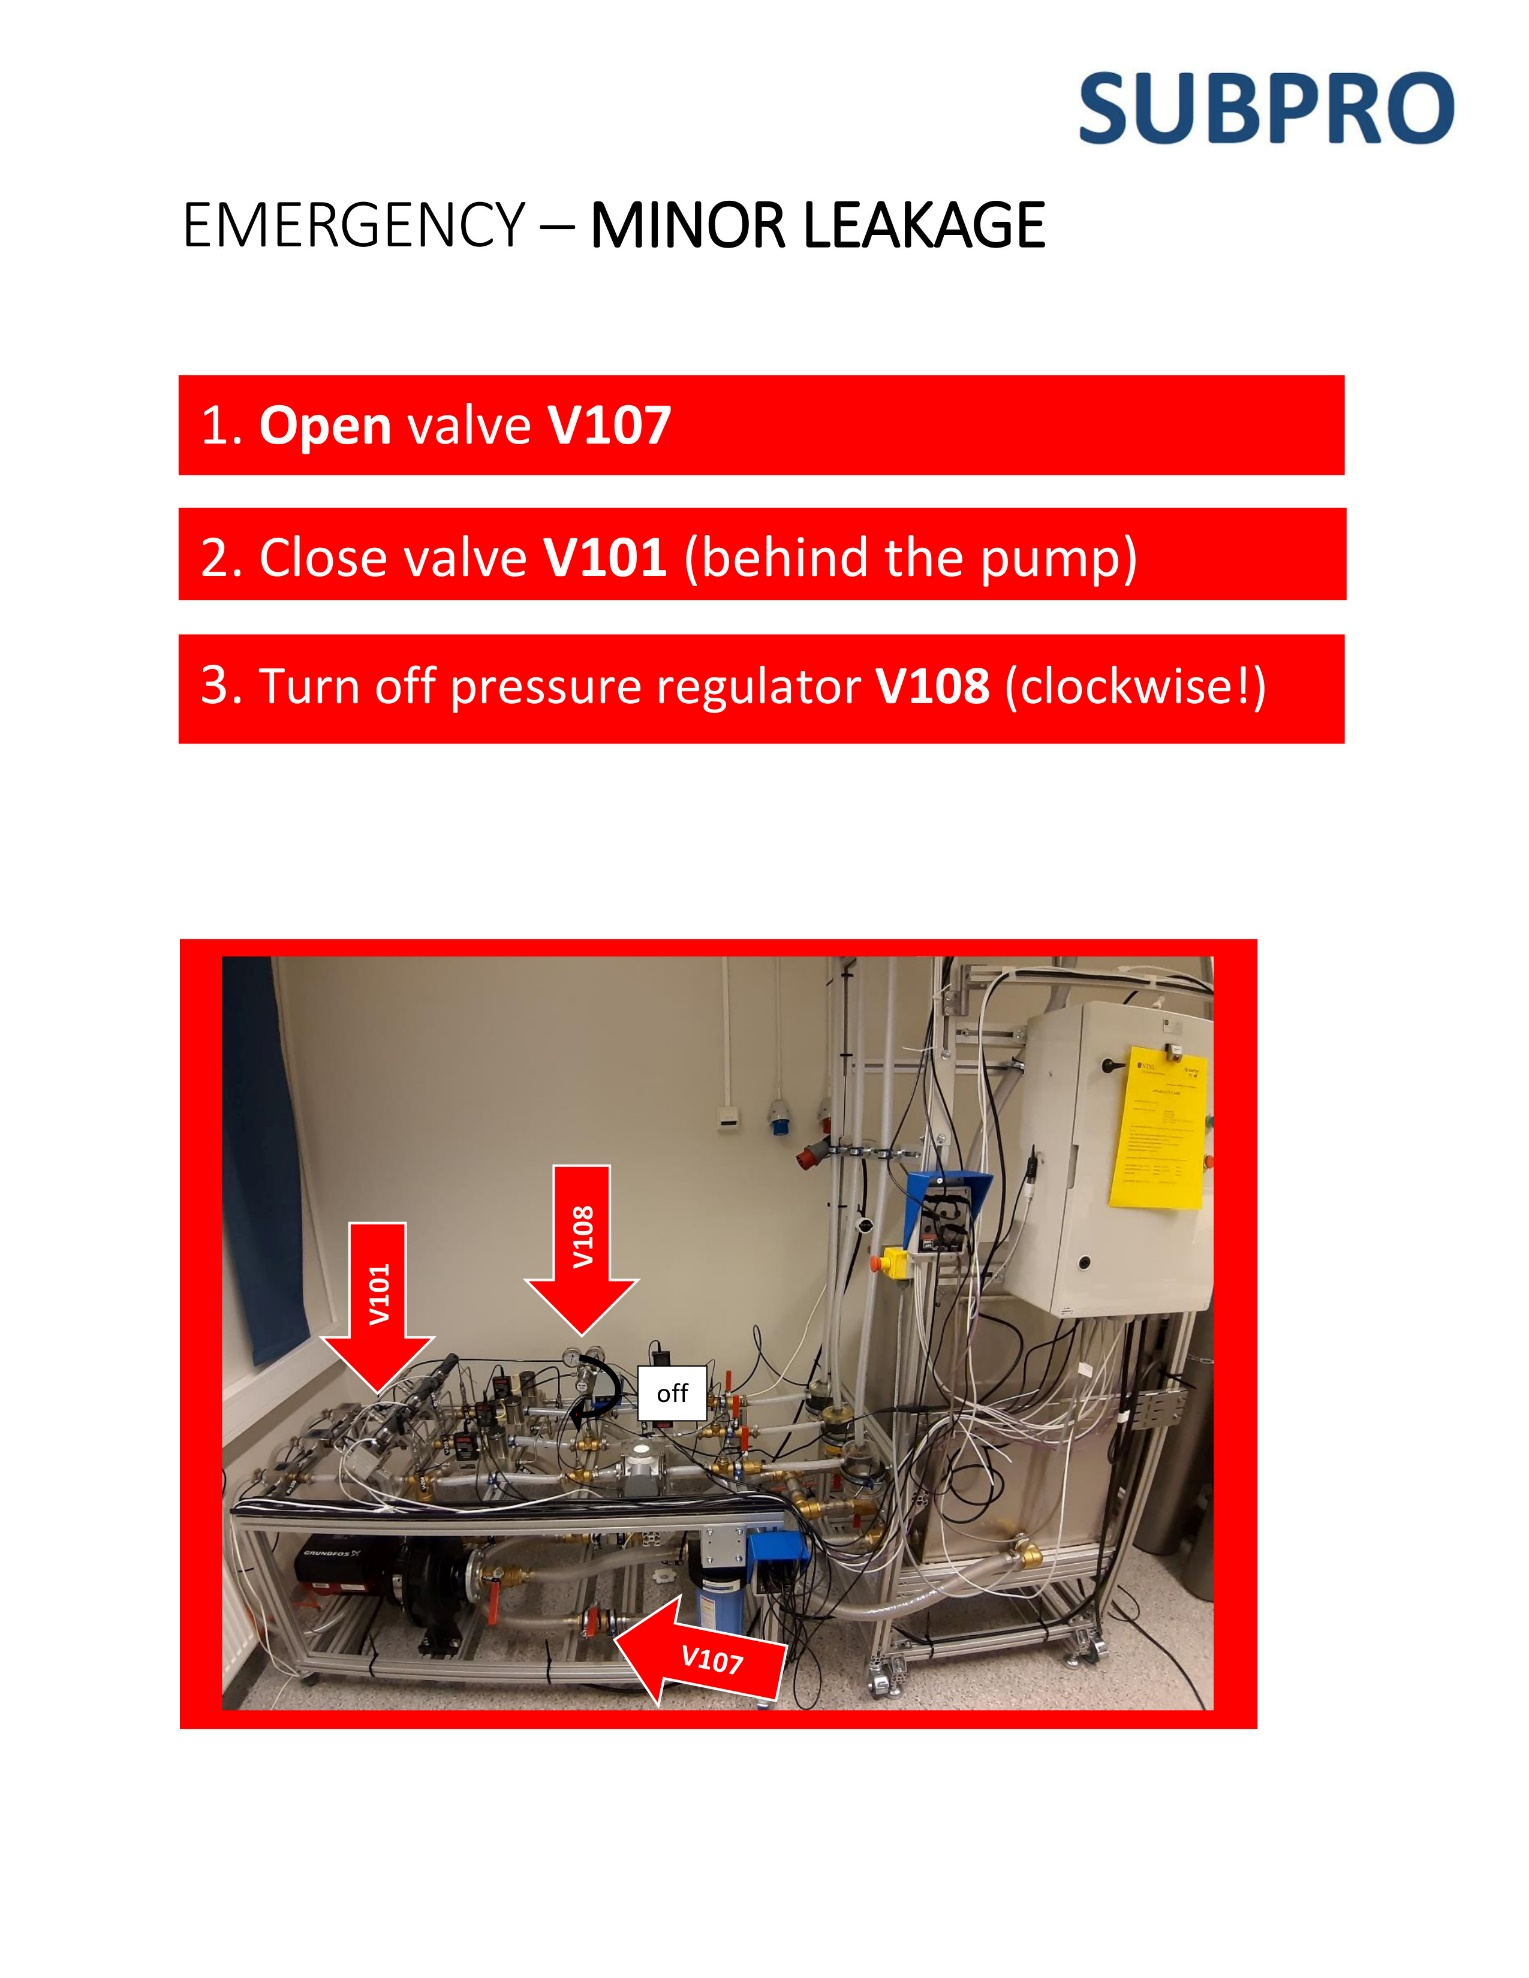 SUBPRO
EMERGENCY – MINOR LEAKAGE
1. Open valve V107
2. Close valve V101 (behind the pump)
3. Turn off pressure regulator V108 (clockwise!)
V108
V101
off
GRUNDFOS
V107